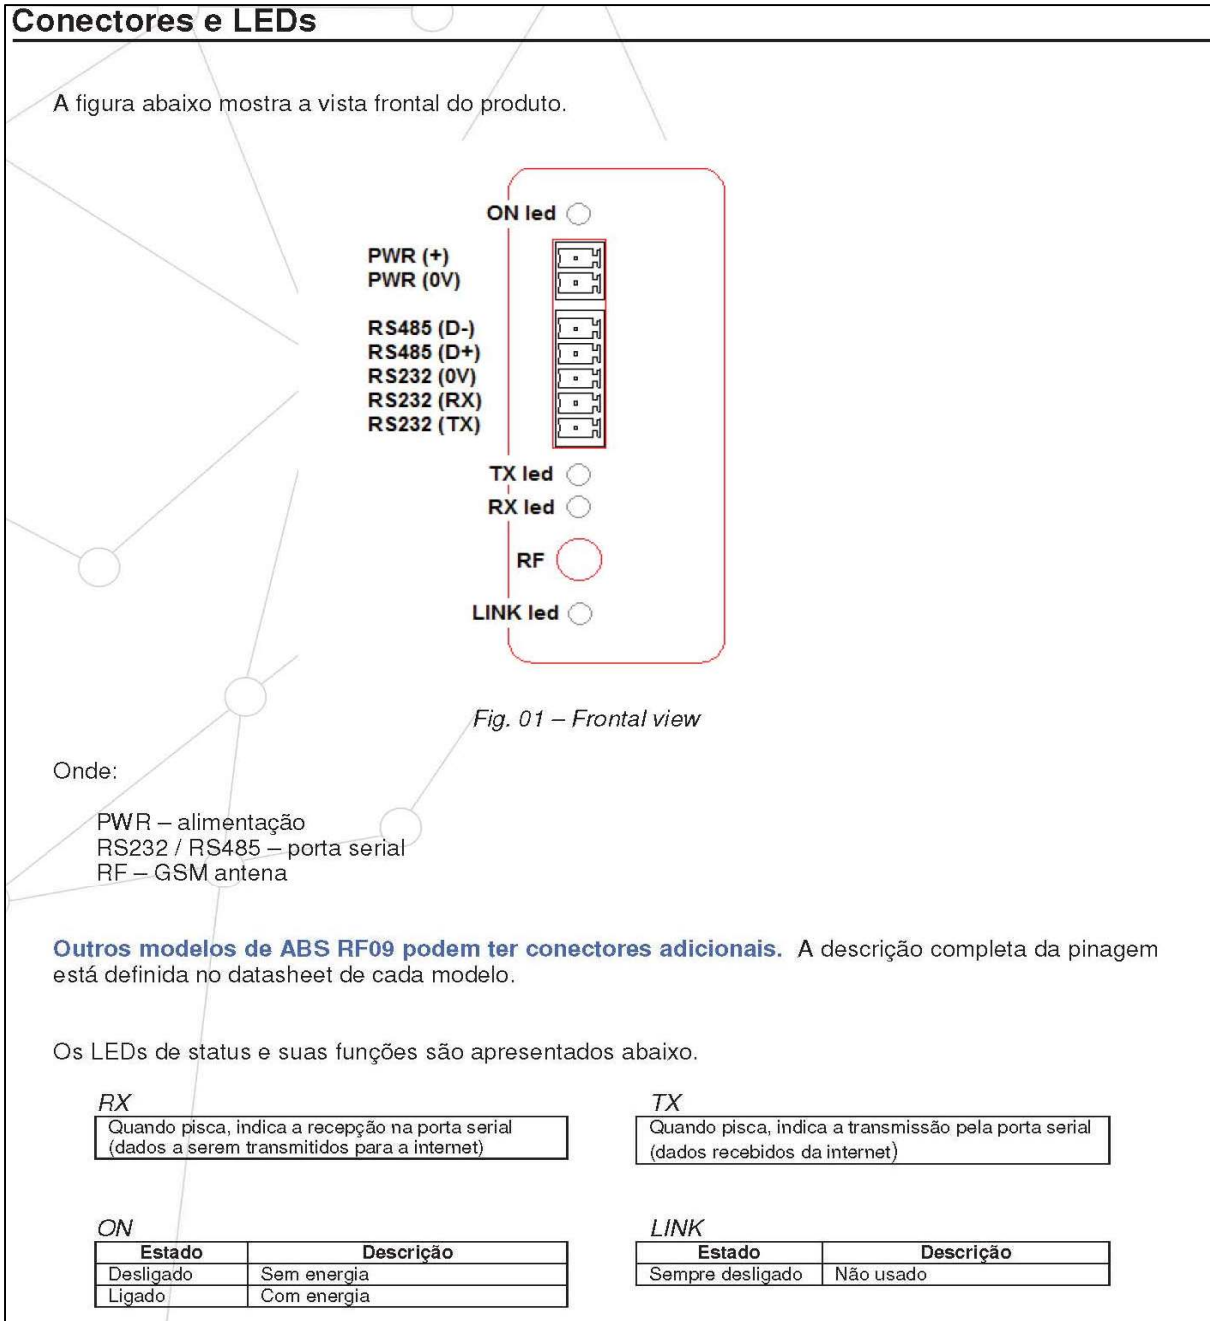 Conectores e LEDs
A figura abaixo mostra a vista frontal do produto.
ON led
PWR (+)
PWR (0V)
RS485 (D-)
RS485 (D+)
RS232 (0V)
RS232 (RX)
RS232 (TX)
TX led
RX led
RF
LINK led
Fig. 01 – Frontal view
Onde:
PWR – alimentação
RS232 / RS485 – porta serial
RF – GSM antena
Outros modelos de ABS RF09 podem ter conectores adicionais. A descrição completa da pinagem
está definida no datasheet de cada modelo.
Os LEDs de status e suas funções são apresentados abaixo.
RX
Quando pisca, indica a recepção na porta serial
(dados a serem transmitidos para a internet)
TX
Quando pisca, indica a transmissão pela porta serial
(dados recebidos da internet)
ON
Estado Descrição
Desligado Sem energia
Ligado Com energia
LINK
Estado Descrição
Sempre desligado Não usado